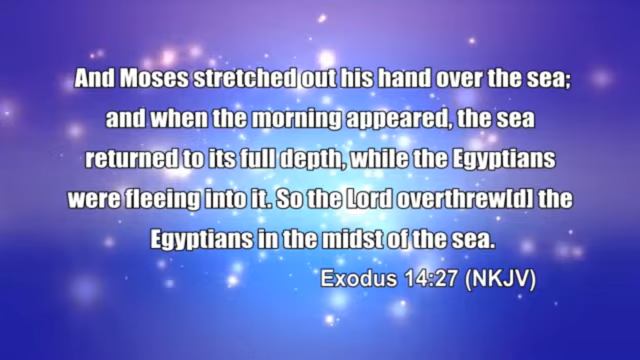 And Moses stretched out his hand over the sea;
and when the morning appeared, the sea
returned to its full depth, while the Egyptians
were fleeing into it. So the Lord overthrew[d] the
Egyptians in the midst of the sea.
Exodus 14:27 (NKJV)